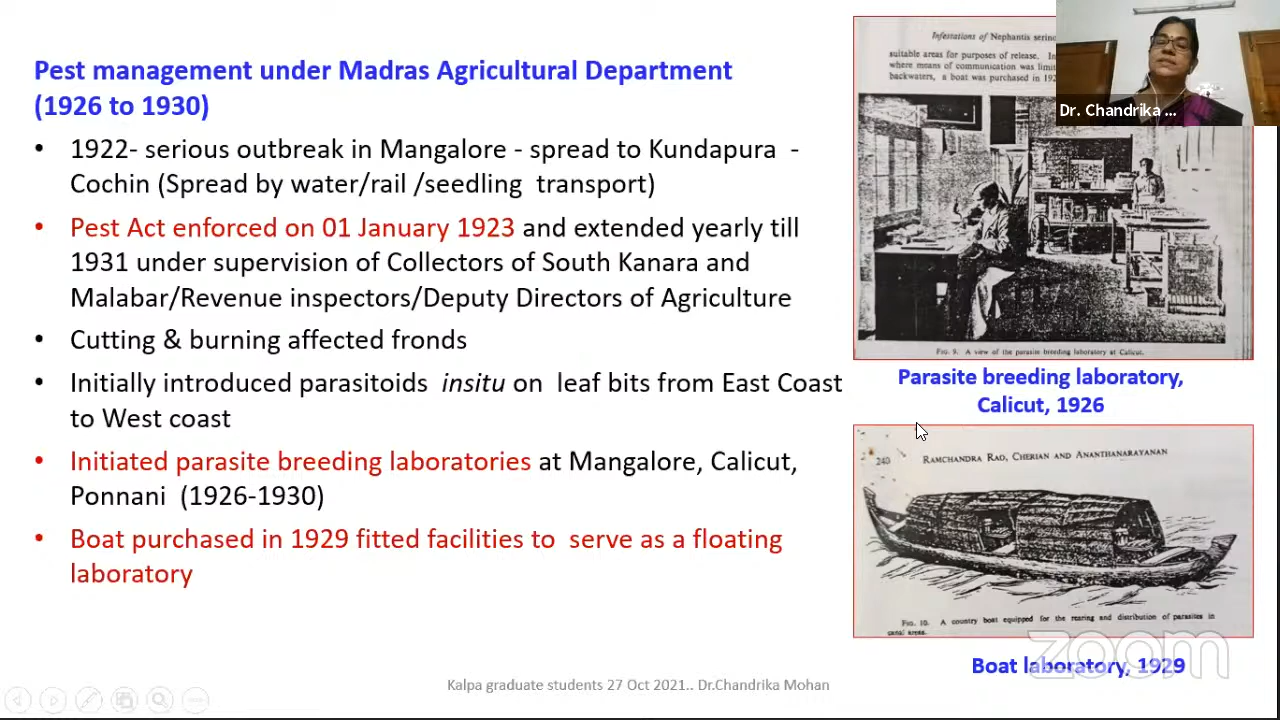 Pest management under Madras Agricultural Department
(1926 to 1930)
• 1922- serious outbreak in Mangalore - spread to Kundapura -
Cochin (Spread by water/rail /seedling transport)
• Pest Act enforced on 01 January 1923 and extended yearly till
1931 under supervision of Collectors of South Kanara and
Malabar/Revenue inspectors/Deputy Directors of Agriculture
• Cutting & burning affected fronds
• Initially introduced parasitoids insitu on leaf bits from East Coast
to West coast
• Initiated parasite breeding laboratories at Mangalore, Calicut,
Ponnani (1926-1930)
• Boat purchased in 1929 fitted facilities to serve as a floating
laboratory
Infestations of Nephantis
suitable areas for purposes of release. In
where means of communication was
backwaters, a boat was purchased in
Dr. Chandrika ...
FIG. 9. A view of the parasite breeding laboratory at Calicut.
Parasite breeding laboratory,
Calicut, 1926
240 RAMCHANDRA RAO, CHERIAN AND ANANTHANARAYANAN
FIG. 10. A country boat equipped for the rearing and distribution of parasites in
canal areas.
zoom
Boat laboratory, 1929
Kalpa graduate students 27 Oct 2021.. Dr.Chandrika Mohan